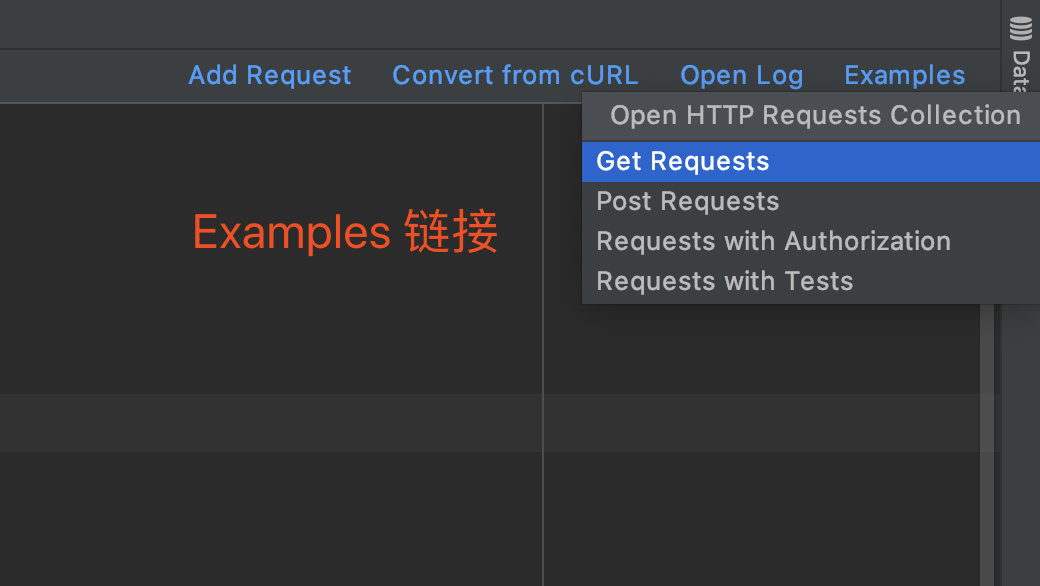 Add Request Convert from cURL Open Log Examples
Open HTTP Requests Collection
Get Requests
Post Requests
Requests with Authorization
Requests with Tests
Examples 链接